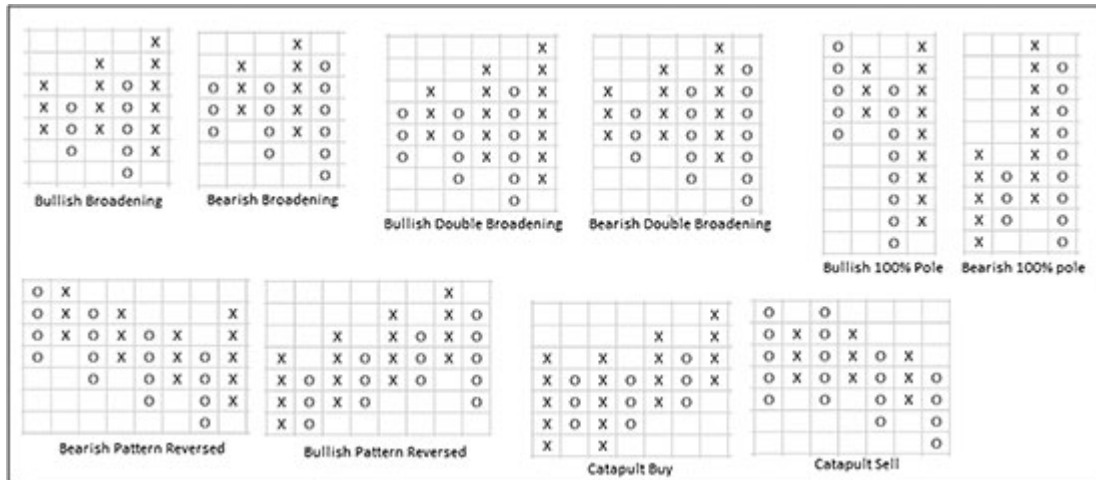 Bullish Broadening
Bearish Broadening
Bullish Double Broadening
Bearish Double Broadening
Bullish 100% Pole
Bearish 100% pole
Bearish Pattern Reversed
Bullish Pattern Reversed
Catapult Buy
Catapult Sell